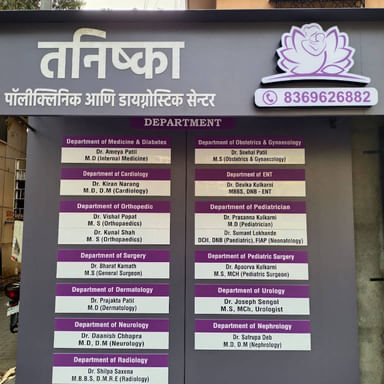 तनिष्का
पॉलीक्लिनिक आणि डायग्नोस्टिक सेन्टर
8369626882
DEPARTMENT
Department of Medicine & Diabetes
Dr. Ameya Patil
M.D (Internal Medicine)
Department of Cardiology
Dr. Kiran Narang
M.D, D.M (Cardiology)
Department of Orthopedic
Dr. Vishal Popat
M. S (Orthopaedics)
Dr. Kunal Shah
M. S (Orthopaedics)
Department of Surgery
Dr. Bharat Kamath
M.S (General Surgeon)
Department of Dermatology
Dr. Prajakta Patil
M.D (Dermatology)
Department of Neurology
Dr. Daanish Chhapra
M.D, D.M (Neurology)
Department of Radiology
Dr. Shilpa Saxena
M.B.B.S, D.M.R.E (Radiology)
Department of Obstetrics & Gynaecology
Dr. Snehal Patil
M.S (Obstetrics & Gynaecology)
Department of ENT
Dr. Devika Kulkarni
MBBS, DNB - ENT
Department of Pediatrician
Dr. Prasanna Kulkarni
M.D (Pediatrician)
Dr. Sumant Lokhande
DCH, DNB (Paediatric), FIAP (Neonatology)
Department of Pediatric Surgery
Dr. Apoorva Kulkarni
M.S, MCH (Pediatric Surgeon)
Department of Urology
Dr. Joseph Sengol
M.S, MCh, Urologist
Department of Nephrology
Dr. Satrupa Deb
M.D, D.M (Nephrology)